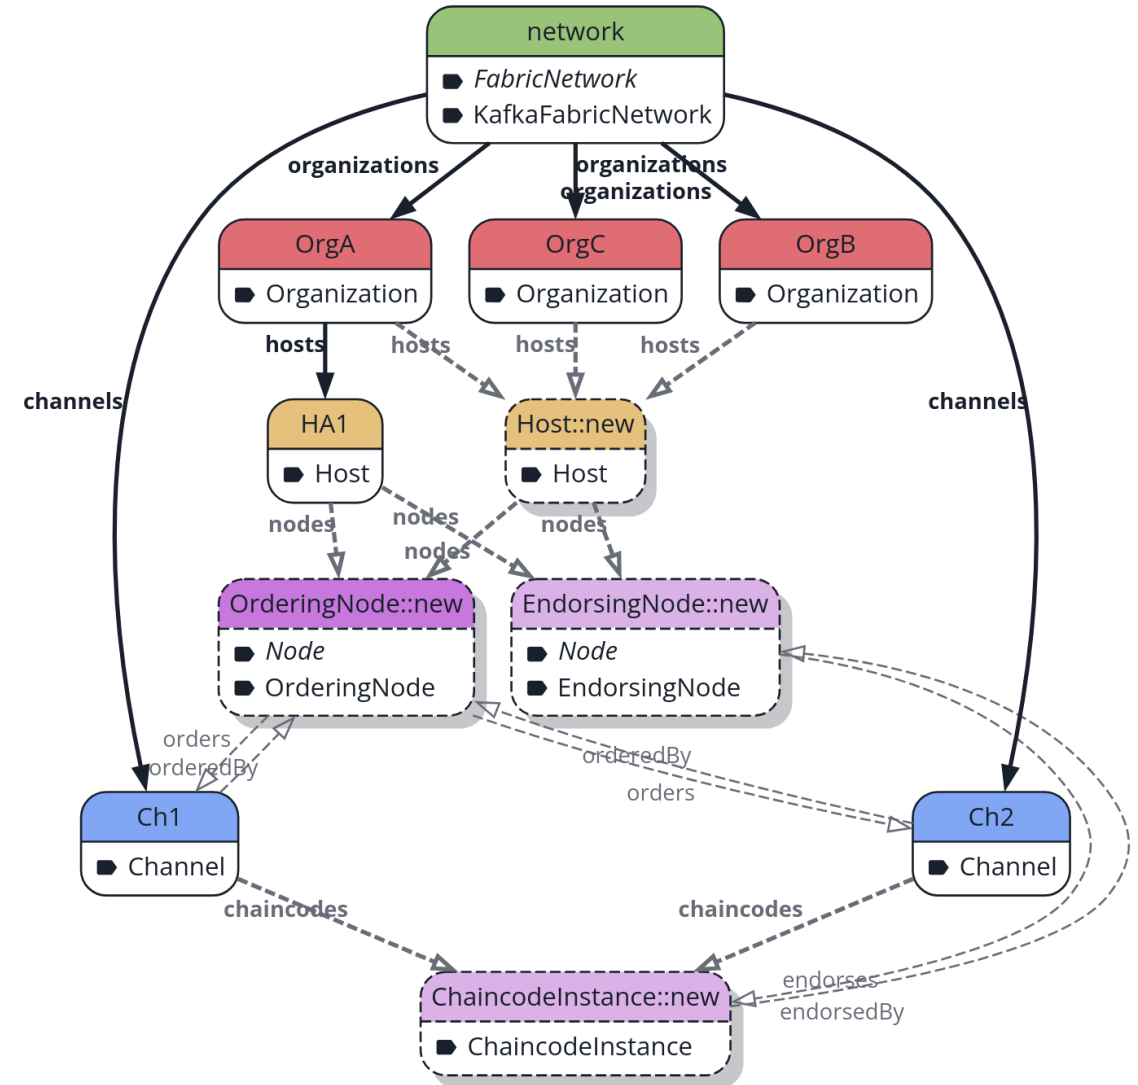 network
FabricNetwork
KafkaFabricNetwork
organizations
organizations
organizations
OrgA
Organization
OrgC
Organization
OrgB
Organization
hosts
hosts
hosts
hosts
channels
channels
HA1
Host
Host::new
Host
nodes
nodes
nodes
nodes
OrderingNode::new
Node
OrderingNode
EndorsingNode::new
Node
EndorsingNode
orders
orderedBy
orderedBy
orders
Ch1
Channel
Ch2
Channel
chaincodes
chaincodes
ChaincodeInstance::new
ChaincodeInstance
endorses
endorsedBy